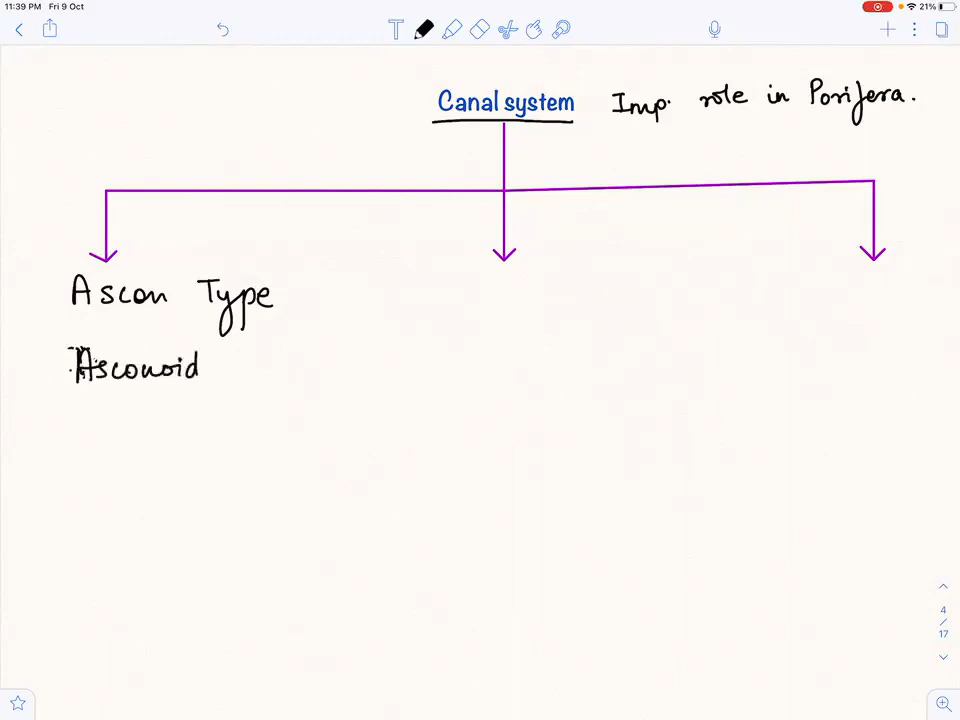 11:39 PM Fri 9 Oct 21%
T
Canal system Imp. role in Porifera.
Ascon Type
Asconoid
4
/
17